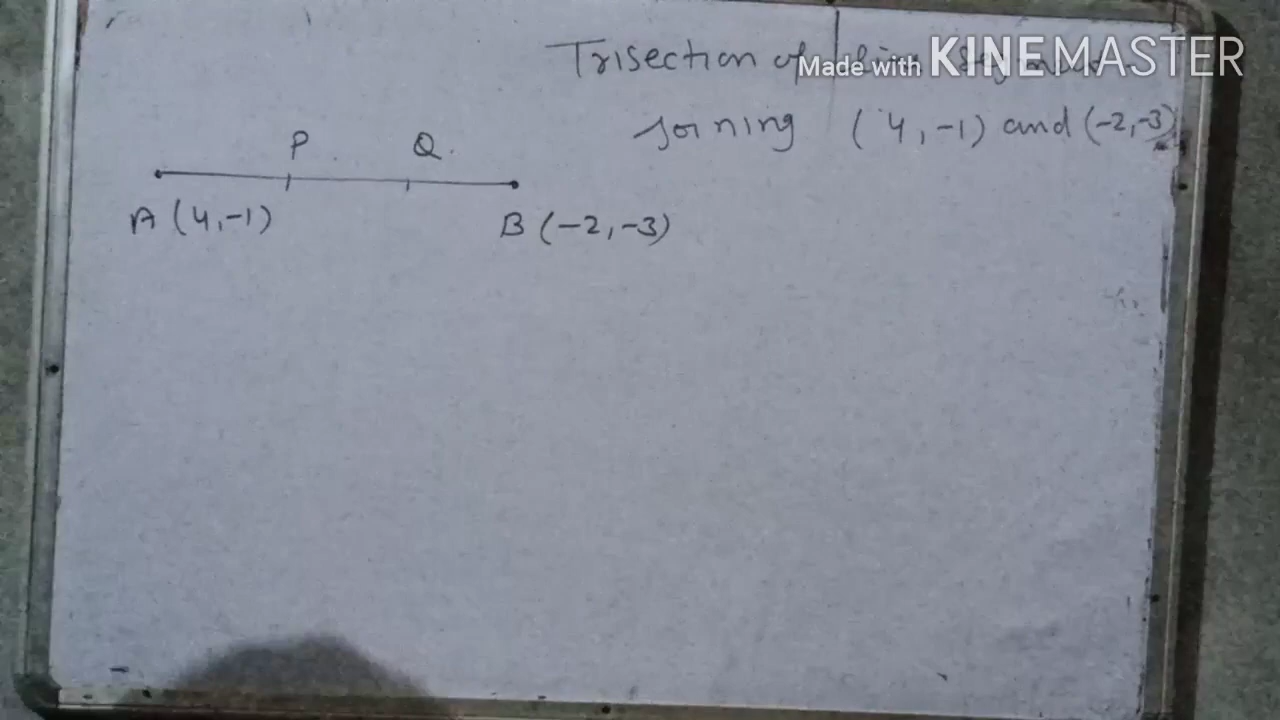 Trisection of
Made with KINEMASTER
joining (4, -1) and (-2, -3)
P Q
A (4, -1) B (-2, -3)